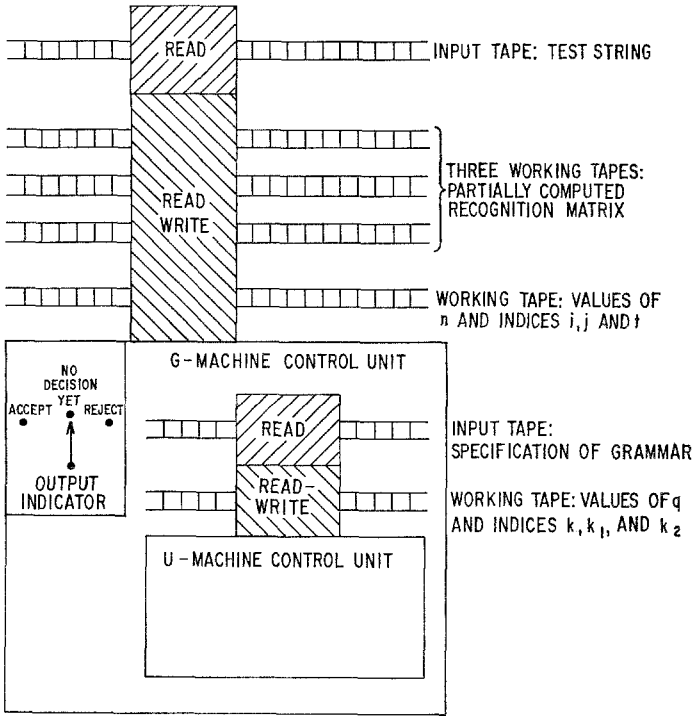 READ
INPUT TAPE: TEST STRING
READ
WRITE
THREE WORKING TAPES:
PARTIALLY COMPUTED
RECOGNITION MATRIX
WORKING TAPE: VALUES OF
n AND INDICES i,j AND t
G-MACHINE CONTROL UNIT
NO
DECISION
YET
ACCEPT
REJECT
OUTPUT
INDICATOR
READ
INPUT TAPE:
SPECIFICATION OF GRAMMAR
READ-
WRITE
WORKING TAPE: VALUES OF q
AND INDICES k, k₁, AND k₂
U-MACHINE CONTROL UNIT